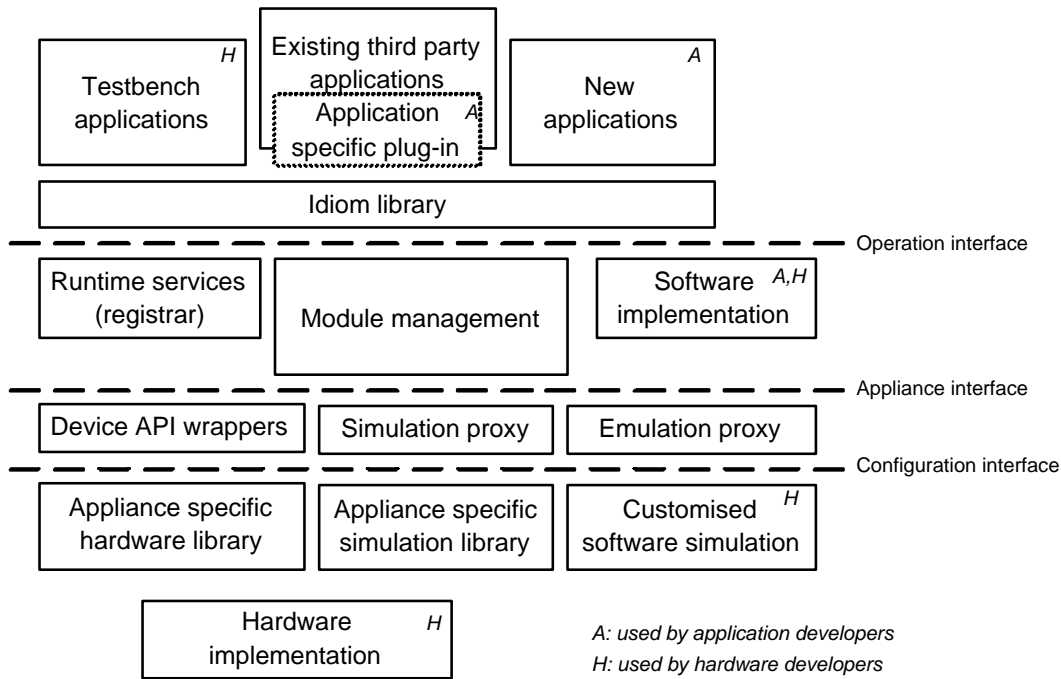 Testbench
applications
H
Existing third party
applications
Application
specific plug-in
A
New
applications
A
Idiom library
Operation interface
Runtime services
(registrar)
Module management
Software
implementation
A,H
Appliance interface
Device API wrappers
Simulation proxy
Emulation proxy
Configuration interface
Appliance specific
hardware library
Appliance specific
simulation library
Customised
software simulation
H
Hardware
implementation
H
A: used by application developers
H: used by hardware developers